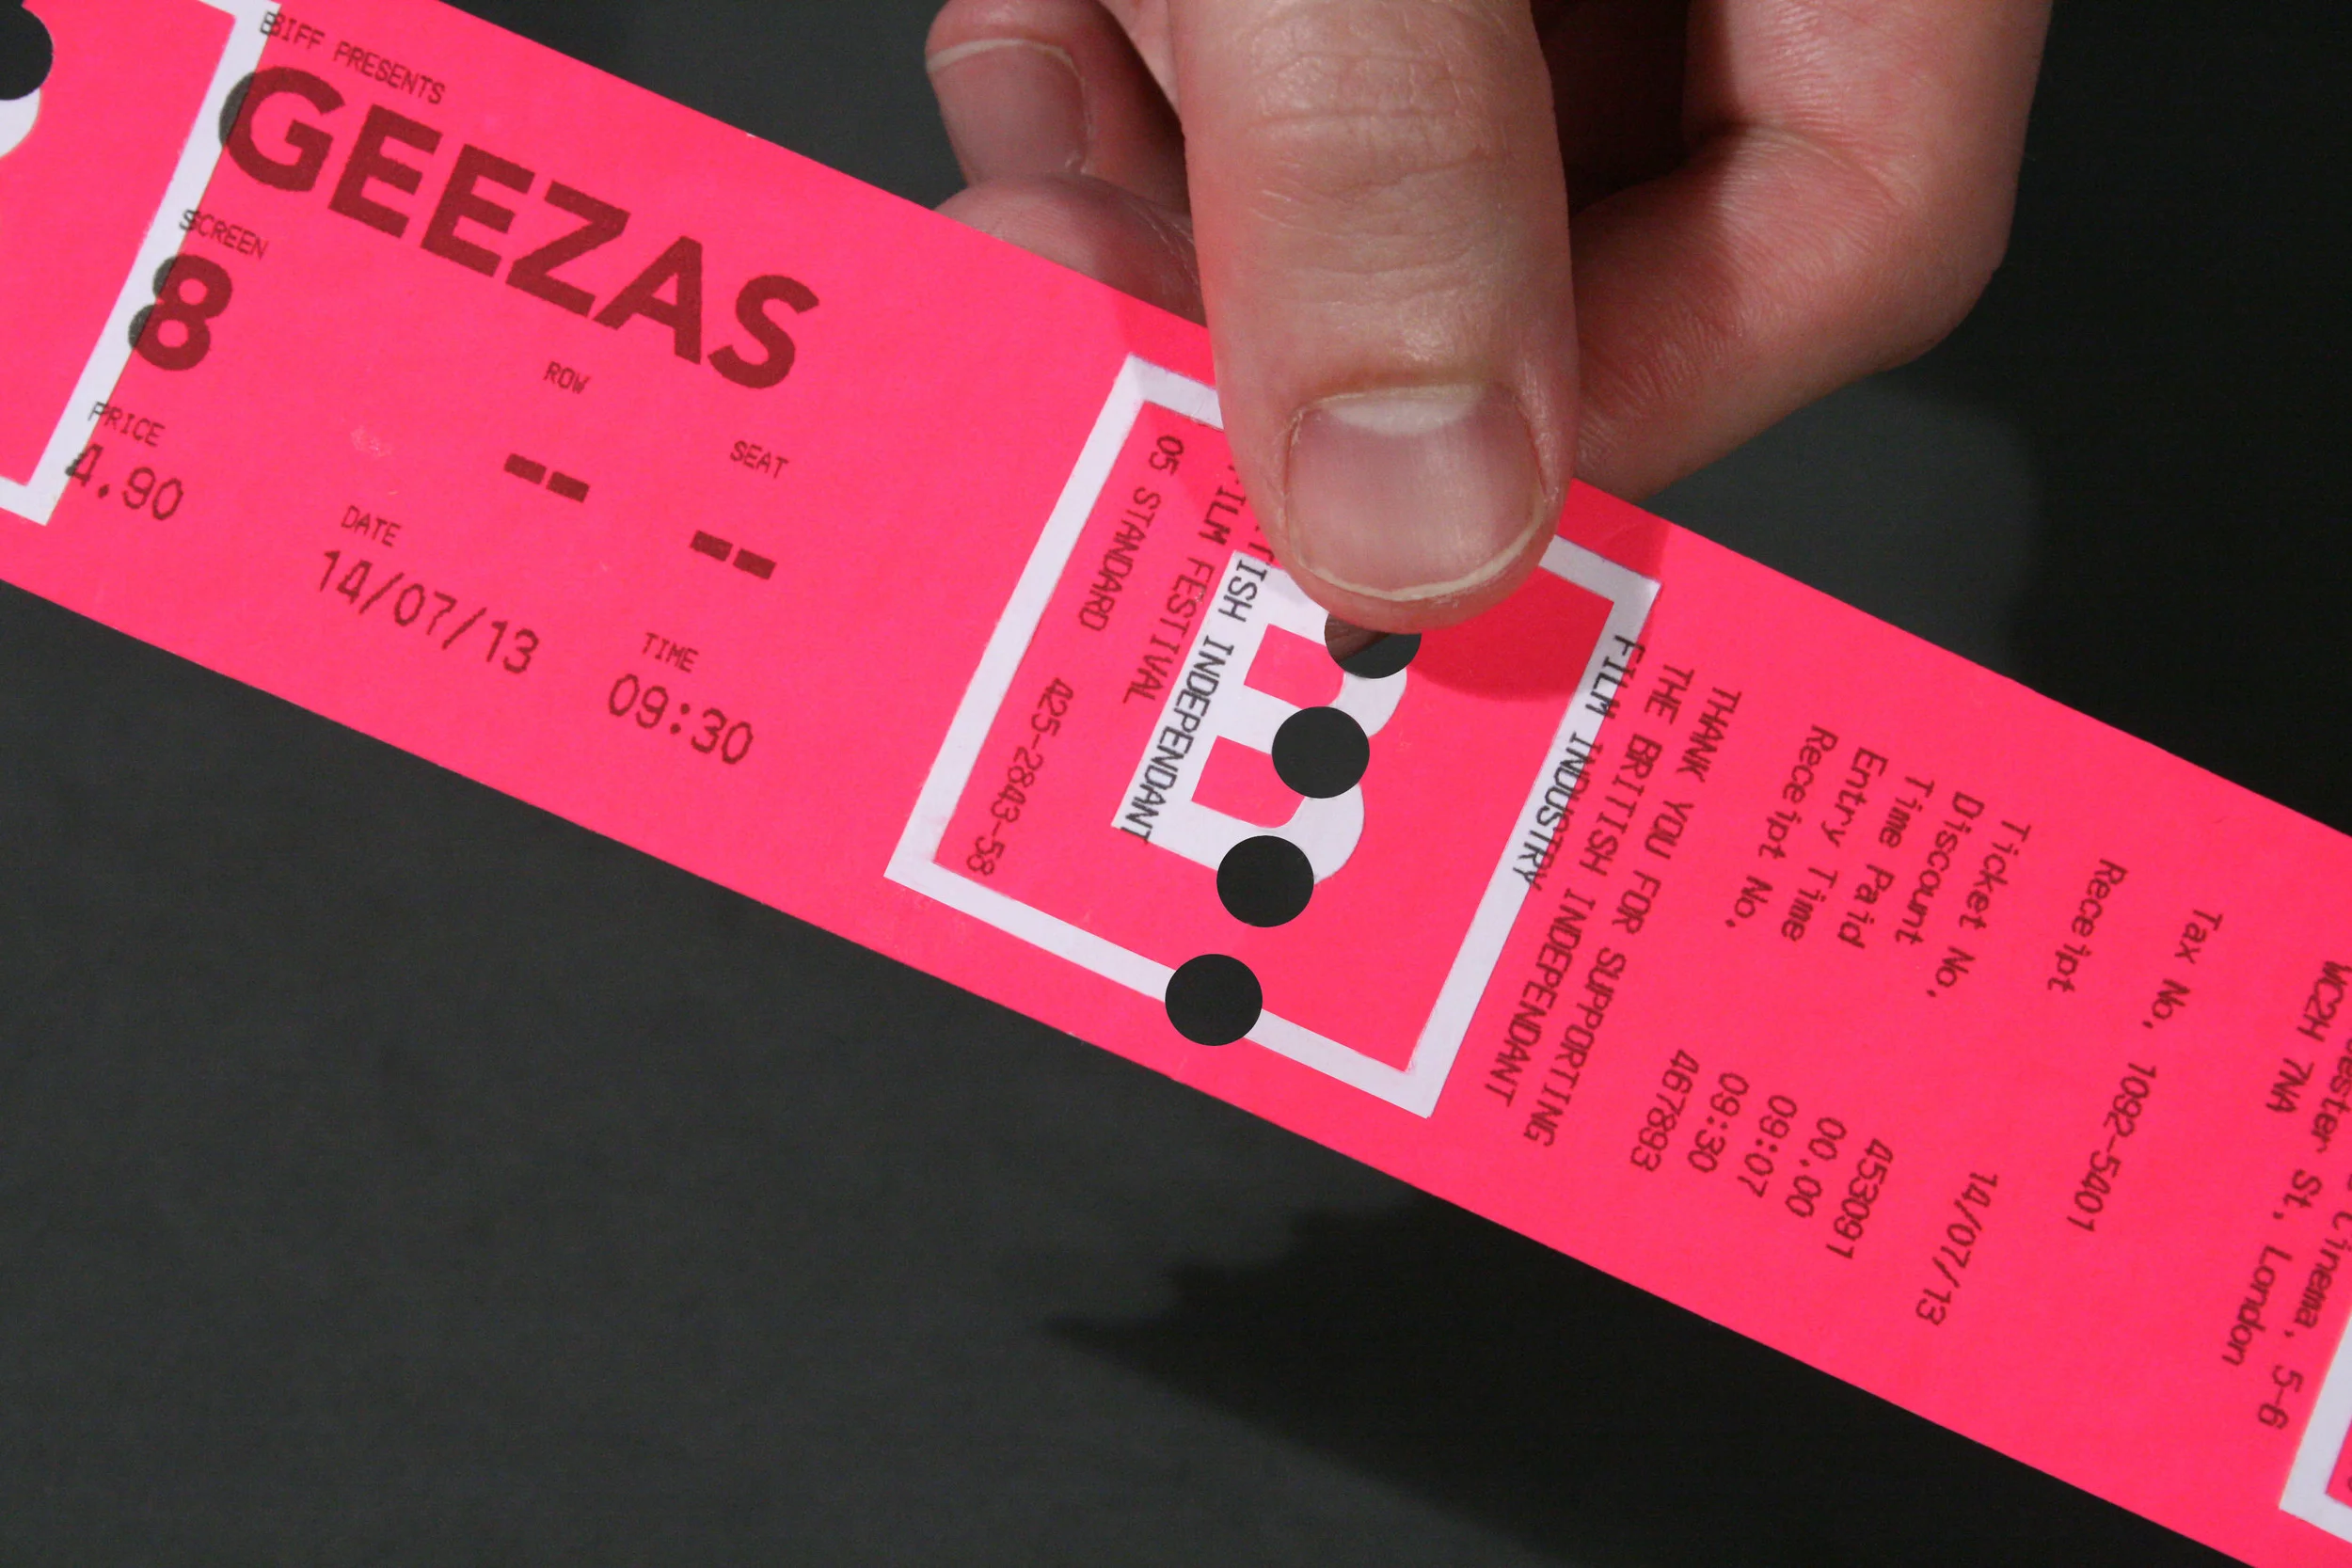 BIFF PRESENTS
GEEZAS
SCREEN
8
ROW
--
SEAT
--
PRICE
4.90
DATE
14/07/13
TIME
09:30
ISH INDEPENDANT
FILM FESTIVAL
05 STANDARD
425-2843-58
B
THANK YOU FOR SUPPORTING
THE BRITISH INDEPENDANT
FILM INDUSTRY
Tax No. 1092-5401
Receipt 14/07/13
Ticket No. 453091
Discount 00.00
Time Paid 09:07
Entry Time 09:30
Receipt No. 467893
Cinema, 5-6
St, London
WC2H 7NA